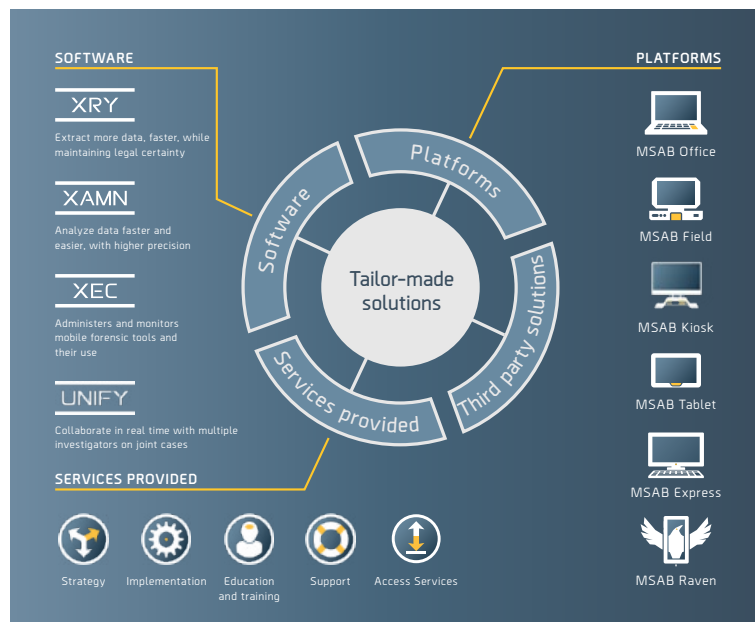 SOFTWARE
XRY
Extract more data, faster, while
maintaining legal certainty
XAMN
Analyze data faster and
easier, with higher precision
XEC
Administers and monitors
mobile forensic tools and
their use
UNIFY
Collaborate in real time with multiple
investigators on joint cases
SERVICES PROVIDED
Strategy
Implementation
Education
and training
Support
Access Services
Software
Platforms
Third party solutions
Services provided
Tailor-made
solutions
PLATFORMS
MSAB Office
MSAB Field
MSAB Kiosk
MSAB Tablet
MSAB Express
MSAB Raven